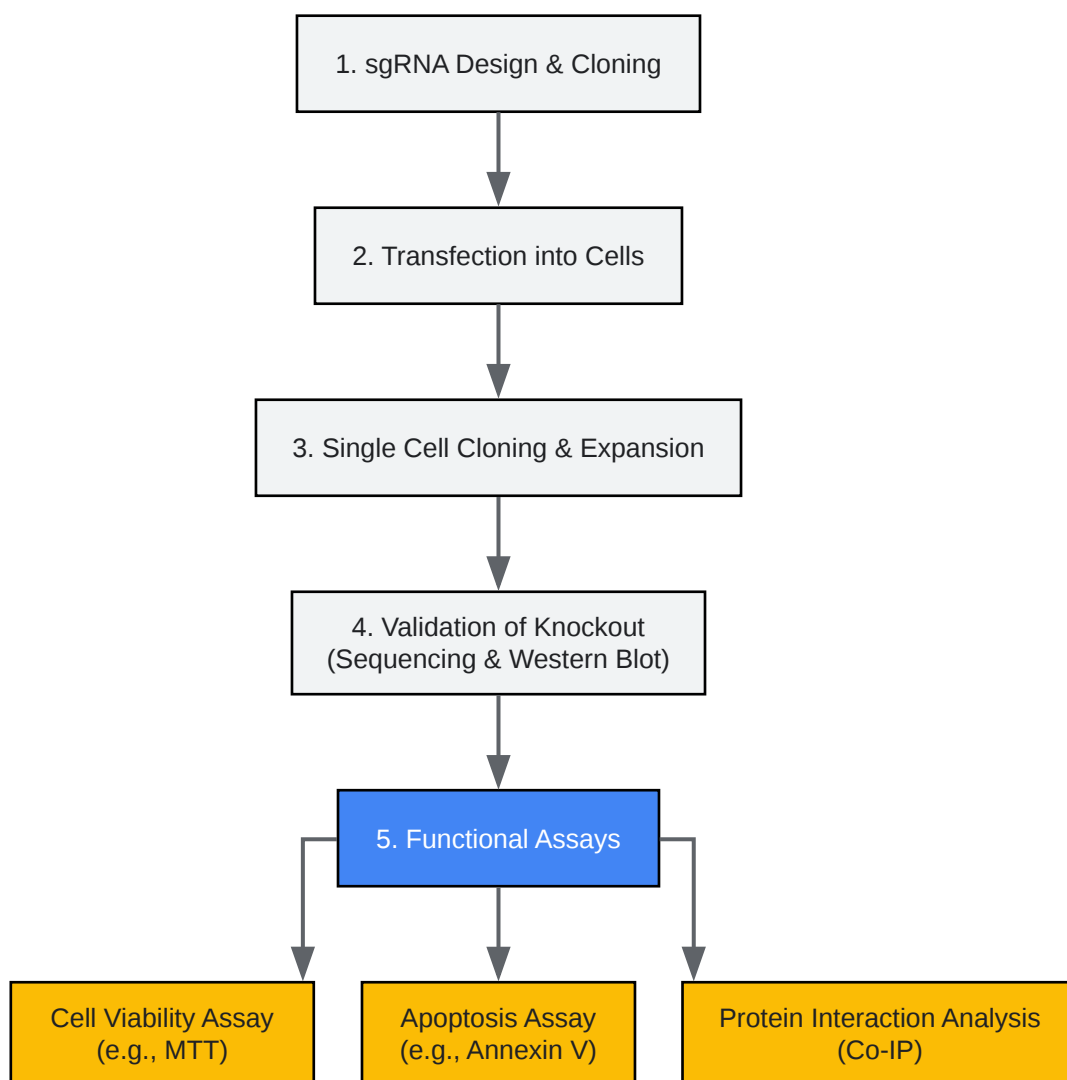 1. sgRNA Design & Cloning
2. Transfection into Cells
3. Single Cell Cloning & Expansion
4. Validation of Knockout
(Sequencing & Western Blot)
5. Functional Assays
Cell Viability Assay
(e.g., MTT)
Apoptosis Assay
(e.g., Annexin V)
Protein Interaction Analysis
(Co-IP)